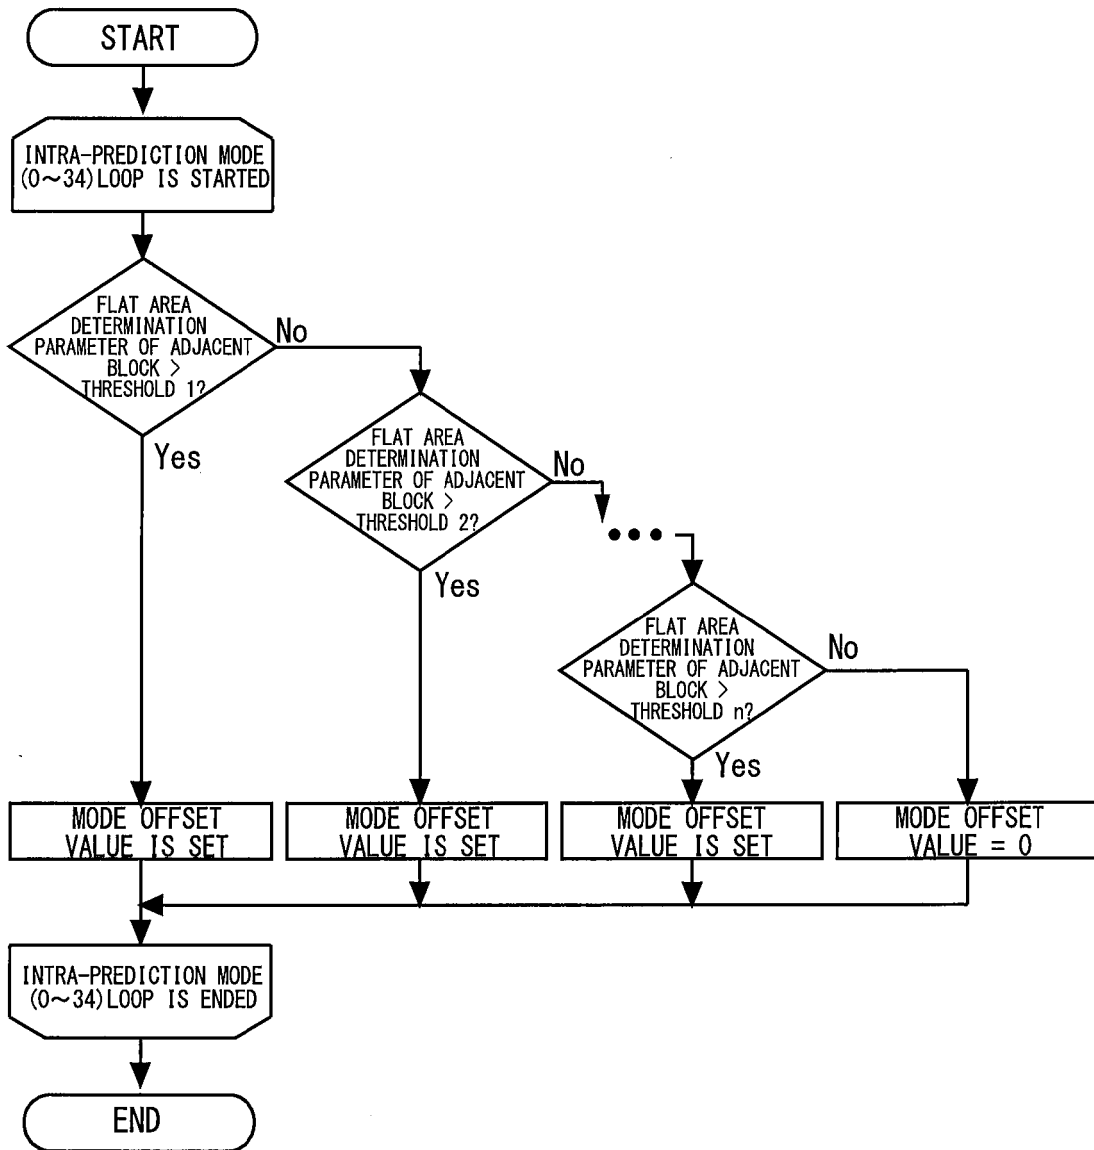 START
INTRA-PREDICTION MODE
(0~34)LOOP IS STARTED
FLAT AREA
DETERMINATION
PARAMETER OF ADJACENT
BLOCK >
THRESHOLD 1?
No
Yes
FLAT AREA
DETERMINATION
PARAMETER OF ADJACENT
BLOCK >
THRESHOLD 2?
No
Yes
•••
FLAT AREA
DETERMINATION
PARAMETER OF ADJACENT
BLOCK >
THRESHOLD n?
No
Yes
MODE OFFSET
VALUE IS SET
MODE OFFSET
VALUE IS SET
MODE OFFSET
VALUE IS SET
MODE OFFSET
VALUE = 0
INTRA-PREDICTION MODE
(0~34)LOOP IS ENDED
END